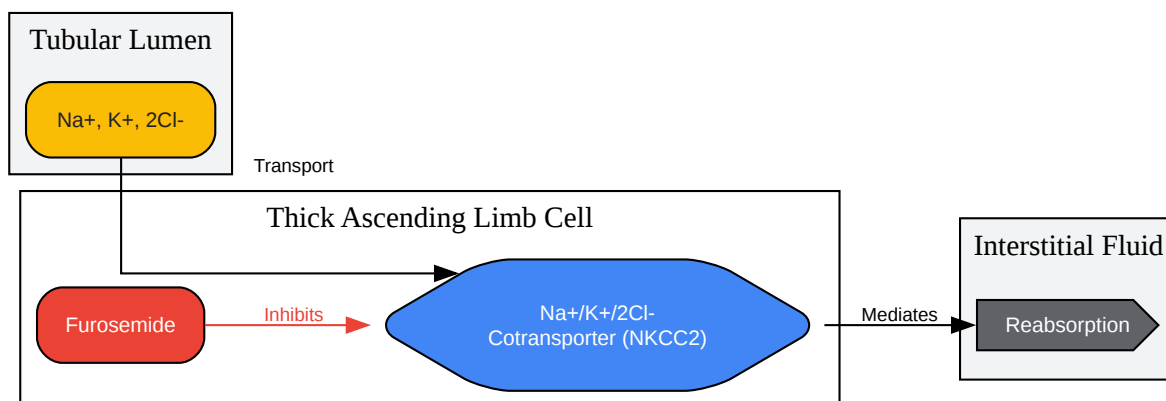 Tubular Lumen
Na+, K+, 2Cl-
Transport
Thick Ascending Limb Cell
Interstitial Fluid
Furosemide
Inhibits
Na+/K+/2Cl-
Cotransporter (NKCC2)
Mediates
Reabsorption